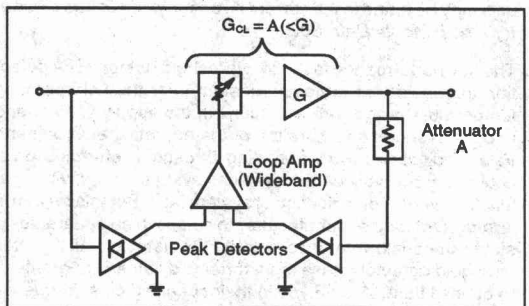 G_CL = A(<G)
G
Attenuator
A
Loop Amp
(Wideband)
Peak Detectors